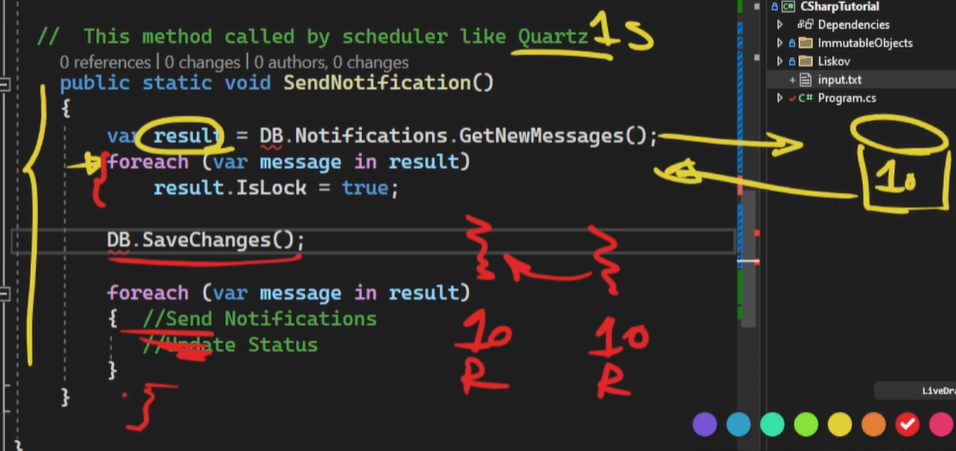 // This method called by scheduler like Quartz 1s
0 references | 0 changes | 0 authors, 0 changes
public static void SendNotification()
{
var result = DB.Notifications.GetNewMessages();
foreach (var message in result)
result.IsLock = true;
DB.SaveChanges();
foreach (var message in result)
{ //Send Notifications
//Update Status
}
}
}
10
10 10
R R
CSharpTutorial
Dependencies
ImmutableObjects
Liskov
input.txt
Program.cs